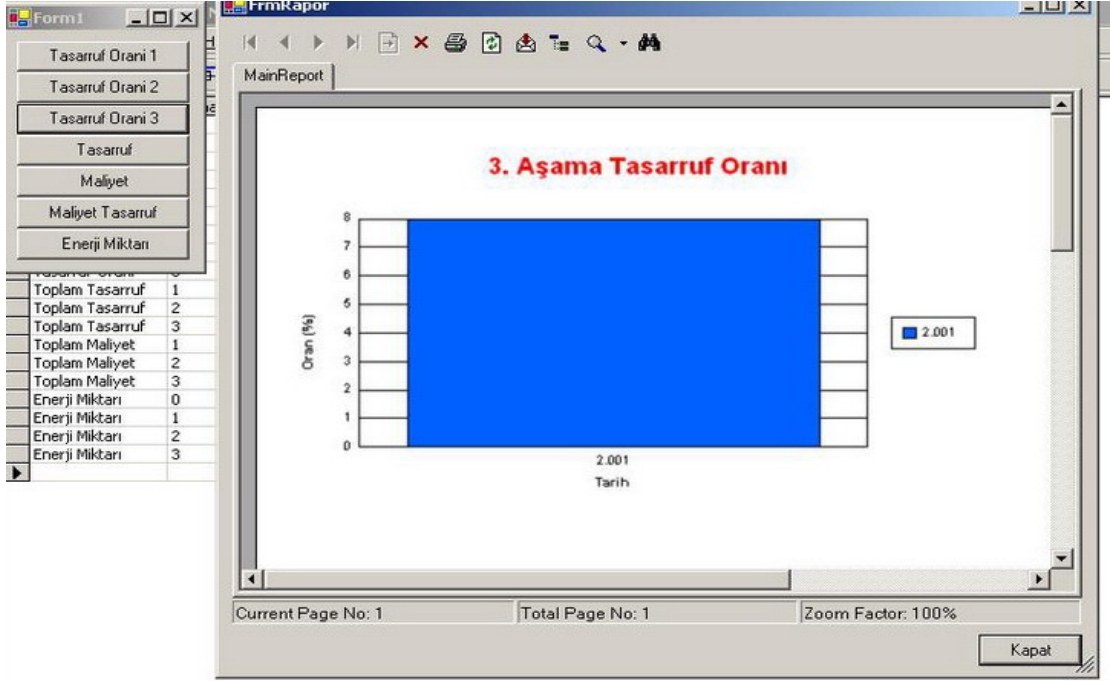 Form1
Tasarruf Orani 1
Tasarruf Orani 2
Tasarruf Orani 3
Tasarruf
Maliyet
Maliyet Tasarruf
Enerji Miktarı
Toplam Tasarruf 1
Toplam Tasarruf 2
Toplam Tasarruf 3
Toplam Maliyet 1
Toplam Maliyet 2
Toplam Maliyet 3
Enerji Miktarı 0
Enerji Miktarı 1
Enerji Miktarı 2
Enerji Miktarı 3
FrmRapor
MainReport
3. Aşama Tasarruf Oranı
8
7
6
5
4
3
2
1
0
Oran (%)
2.001
Tarih
2.001
Current Page No: 1
Total Page No: 1
Zoom Factor: 100%
Kapat